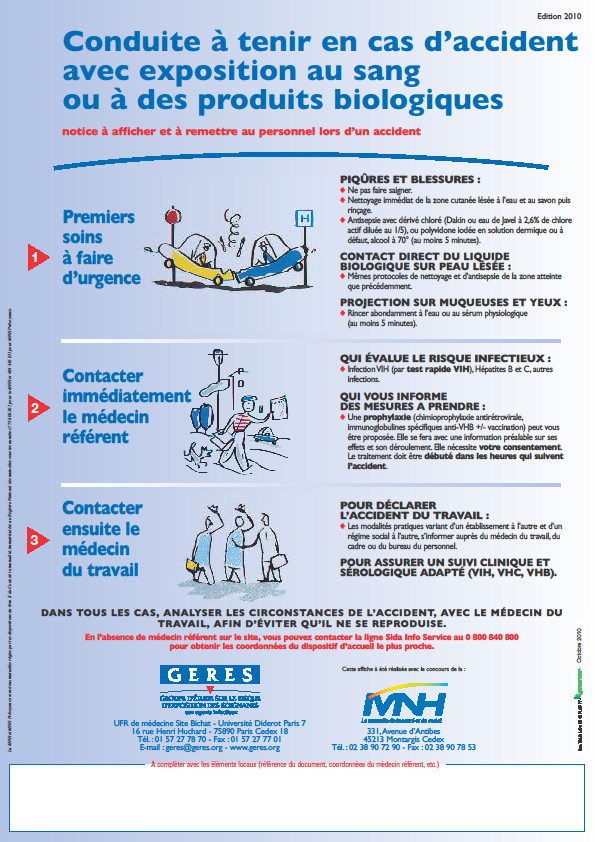 Edition 2010
Conduite à tenir en cas d'accident
avec exposition au sang
ou à des produits biologiques
notice à afficher et à remettre au personnel lors d'un accident
1
Premiers
soins
à faire
d'urgence
H
PIQÛRES ET BLESSURES :
Ne pas faire saigner.
Nettoyage immédiat de la zone cutanée lésée à l'eau et au savon puis
rinçage.
Antisepsie avec dérivé chloré (Dakin ou eau de Javel à 2,6% de chlore
actif diluée au 1/5), ou polyvidone iodée en solution dermique ou à
défaut, alcool à 70° (au moins 5 minutes).
CONTACT DIRECT DU LIQUIDE
BIOLOGIQUE SUR PEAU LÉSÉE :
Mêmes protocoles de nettoyage et d'antisepsie de la zone atteinte
que précédemment.
PROJECTION SUR MUQUEUSES ET YEUX :
Rincer abondamment à l'eau ou au sérum physiologique
(au moins 5 minutes).
2
Contacter
immédiatement
le médecin
référent
QUI ÉVALUE LE RISQUE INFECTIEUX :
Infection VIH (par test rapide VIH), Hépatites B et C, autres
infections.
QUI VOUS INFORME
DES MESURES A PRENDRE :
Une prophylaxie (chimioprophylaxie antirétrovirale,
immunoglobulines spécifiques anti-VHB +/- vaccination) peut vous
être proposée. Elle se fera avec une information préalable sur ses
effets et son déroulement. Elle nécessite votre consentement.
Le traitement doit être débuté dans les heures qui suivent
l'accident.
3
Contacter
ensuite le
médecin
du travail
POUR DÉCLARER
L'ACCIDENT DU TRAVAIL :
Les modalités pratiques variant d'un établissement à l'autre et d'un
régime social à l'autre, s'informer auprès du médecin du travail, du
cadre ou du bureau du personnel.
POUR ASSURER UN SUIVI CLINIQUE ET
SÉROLOGIQUE ADAPTÉ (VIH, VHC, VHB).
DANS TOUS LES CAS, ANALYSER LES CIRCONSTANCES DE L'ACCIDENT, AVEC LE MÉDECIN DU
TRAVAIL, AFIN D'ÉVITER QU'IL NE SE REPRODUISE.
En l'absence de médecin référent sur le site, vous pouvez contacter la ligne Sida Info Service au 0 800 840 800
pour obtenir les coordonnées du dispositif d'accueil le plus proche.
GERES
GROUPE D'ÉTUDE SUR LE RISQUE
D'EXPOSITION DES SOIGNANTS
UFR de médecine Site Bichat - Université Diderot Paris 7
16 rue Henri Huchard - 75890 Paris Cedex 18
Tél. : 01 57 27 78 70 - Fax : 01 57 27 77 01
E-mail : geres@geres.org - www.geres.org
Cette affiche a été réalisée avec le concours de la :
MNH
331, Avenue d'Antibes
45213 Montargis Cedex
Tél. : 02 38 90 72 90 - Fax : 02 38 90 78 53
Octobre 2010
A compléter avec les éléments locaux (référence du document, coordonnées du médecin référent, etc.)